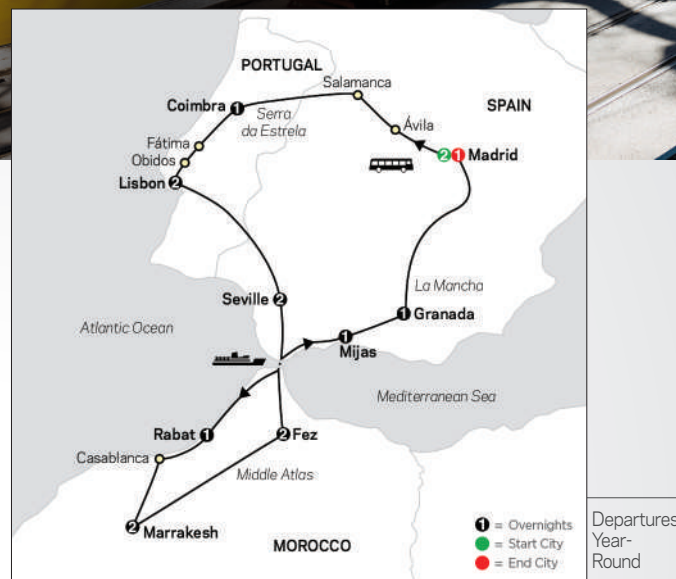 PORTUGAL
Salamanca
Coimbra 1
Serra
da Estrela
SPAIN
Ávila
Fátima
Obidos
2 1 Madrid
Lisbon 2
La Mancha
Seville 2
1 Granada
Atlantic Ocean
1
Mijas
Mediterranean Sea
Rabat 1
2 Fez
Casablanca
Middle Atlas
2 Marrakesh
MOROCCO
1 = Overnights
= Start City
= End City
Departures
Year-
Round